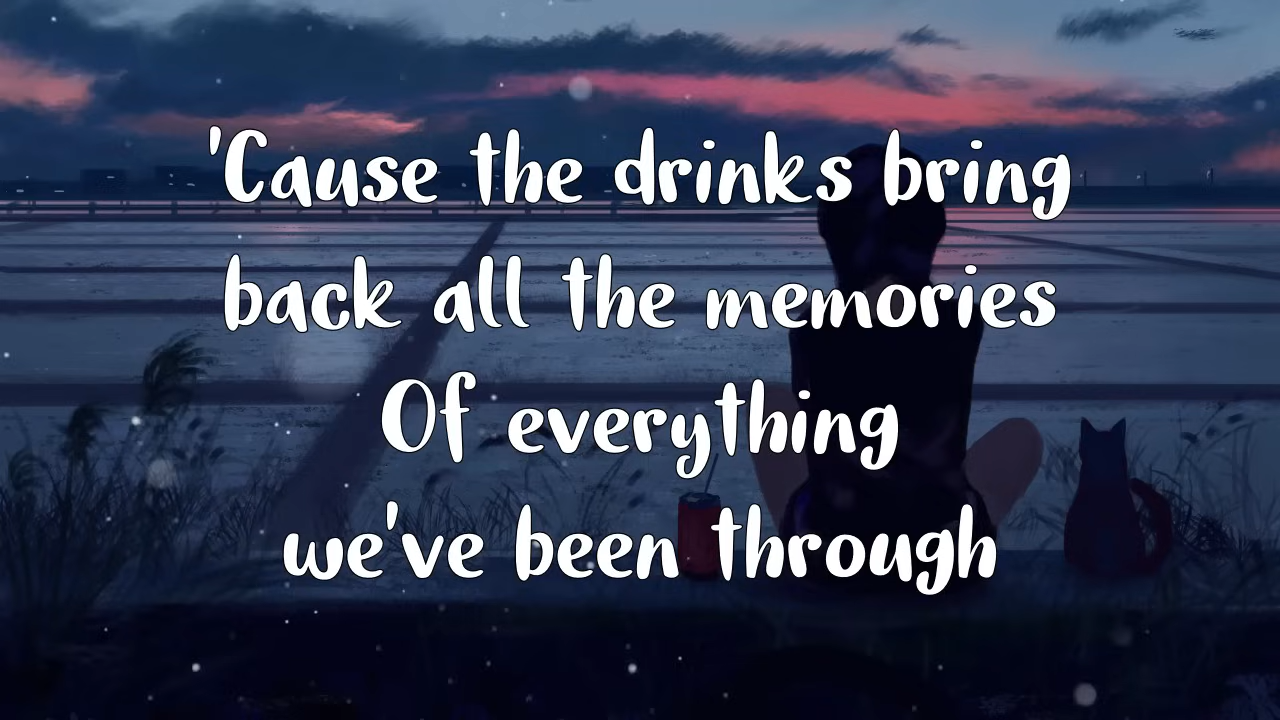 'Cause the drinks bring
back all the memories
Of everything
we've been through